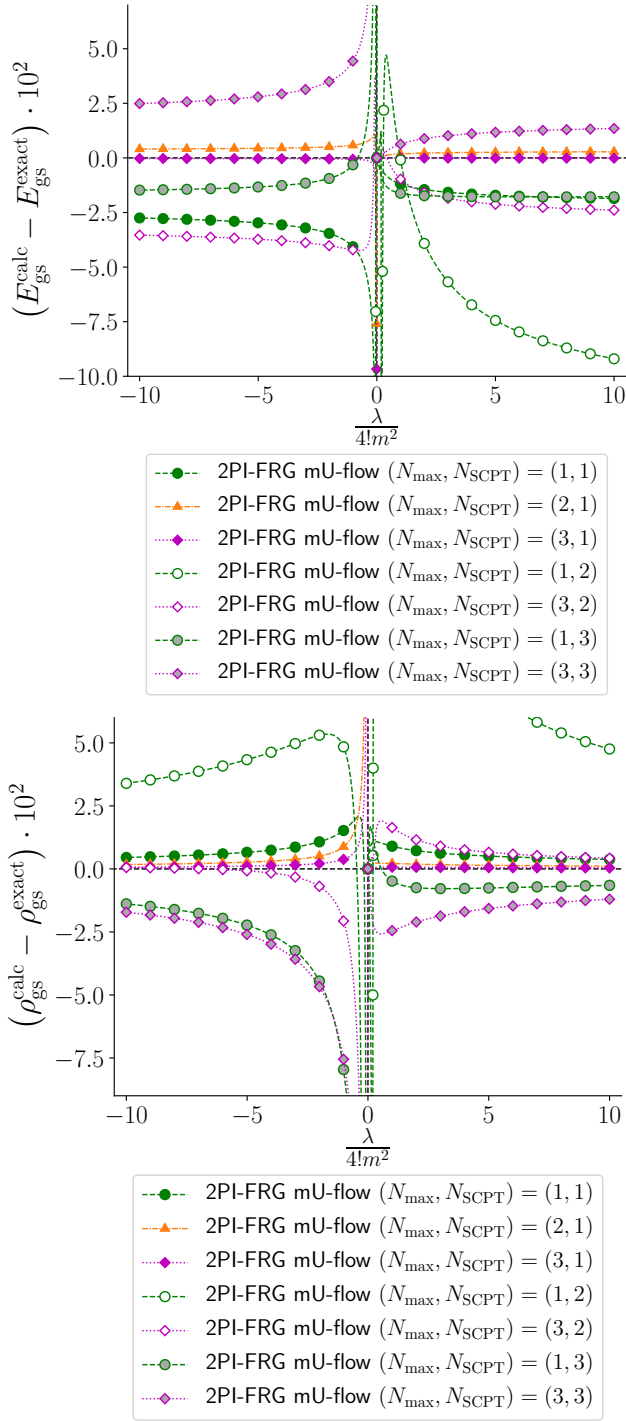 (E_gs^calc − E_gs^exact) · 10²
5.0
2.5
0.0
−2.5
−5.0
−7.5
−10.0
−10 −5 0 5 10
λ/4!m²
2PI-FRG mU-flow (N_max, N_SCPT) = (1, 1)
2PI-FRG mU-flow (N_max, N_SCPT) = (2, 1)
2PI-FRG mU-flow (N_max, N_SCPT) = (3, 1)
2PI-FRG mU-flow (N_max, N_SCPT) = (1, 2)
2PI-FRG mU-flow (N_max, N_SCPT) = (3, 2)
2PI-FRG mU-flow (N_max, N_SCPT) = (1, 3)
2PI-FRG mU-flow (N_max, N_SCPT) = (3, 3)
(ρ_gs^calc − ρ_gs^exact) · 10²
5.0
2.5
0.0
−2.5
−5.0
−7.5
−10 −5 0 5 10
λ/4!m²
2PI-FRG mU-flow (N_max, N_SCPT) = (1, 1)
2PI-FRG mU-flow (N_max, N_SCPT) = (2, 1)
2PI-FRG mU-flow (N_max, N_SCPT) = (3, 1)
2PI-FRG mU-flow (N_max, N_SCPT) = (1, 2)
2PI-FRG mU-flow (N_max, N_SCPT) = (3, 2)
2PI-FRG mU-flow (N_max, N_SCPT) = (1, 3)
2PI-FRG mU-flow (N_max, N_SCPT) = (3, 3)